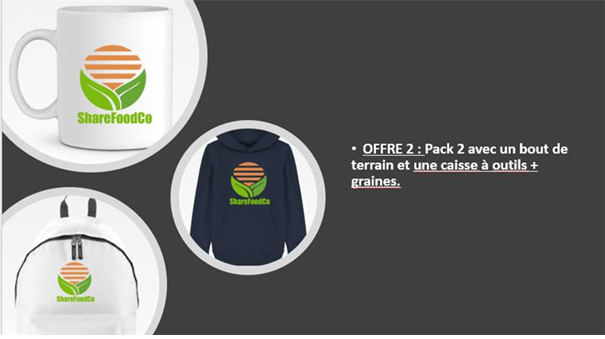 ShareFoodCo
ShareFoodCo
ShareFoodCo
• OFFRE 2 : Pack 2 avec un bout de
terrain et une caisse à outils +
graines.